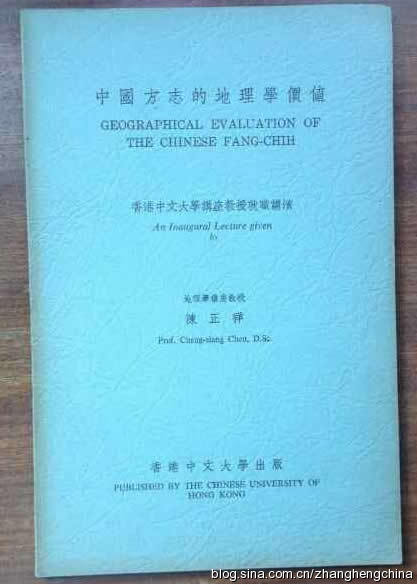 中國方志的地理學價值
GEOGRAPHICAL EVALUATION OF
THE CHINESE FANG-CHIH
香港中文大學講座教授就職講演
An Inaugural Lecture given
by
地理學講座教授
陳正祥
Prof. Cheng-siang Chen, D.Sc.
香港中文大學出版
PUBLISHED BY THE CHINESE UNIVERSITY OF
HONG KONG
blog.sina.com.cn/zhanghengchina